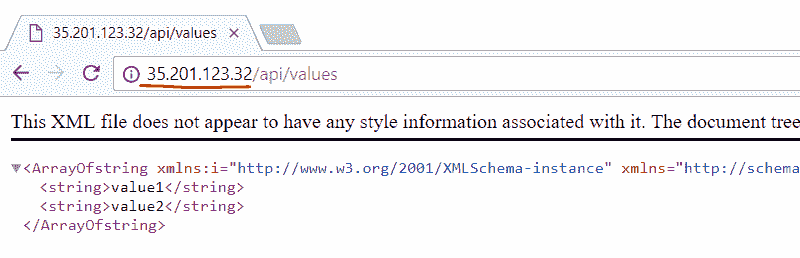 35.201.123.32/api/values
35.201.123.32/api/values
This XML file does not appear to have any style information associated with it. The document tree
<ArrayOfstring xmlns:i="http://www.w3.org/2001/XMLSchema-instance" xmlns="http://schema
<string>value1</string>
<string>value2</string>
</ArrayOfstring>